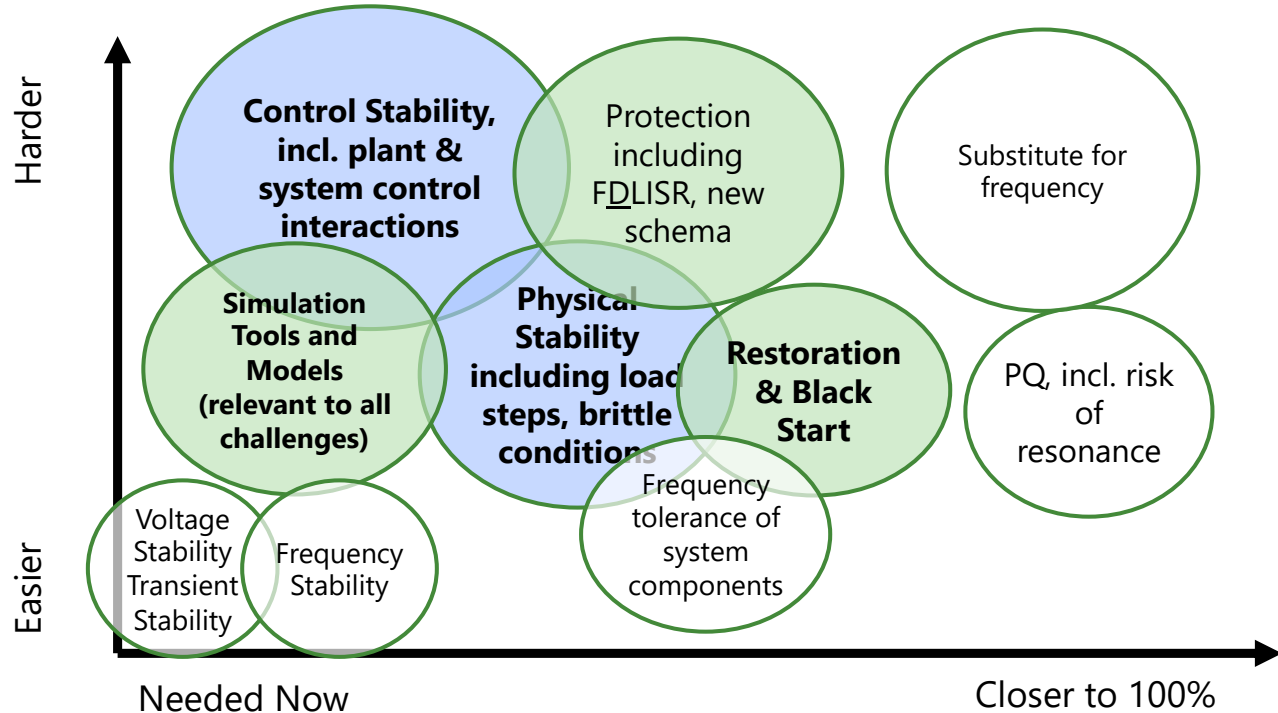 Harder
Control Stability,
incl. plant &
system control
interactions
Protection
including
FDLISR, new
schema
Substitute for
frequency
Simulation
Tools and
Models
(relevant to all
challenges)
Physical
Stability
including load
steps, brittle
conditions
Restoration
& Black
Start
PQ, incl. risk
of
resonance
Voltage
Stability
Transient
Stability
Frequency
Stability
Frequency
tolerance of
system
components
Easier
Needed Now
Closer to 100%